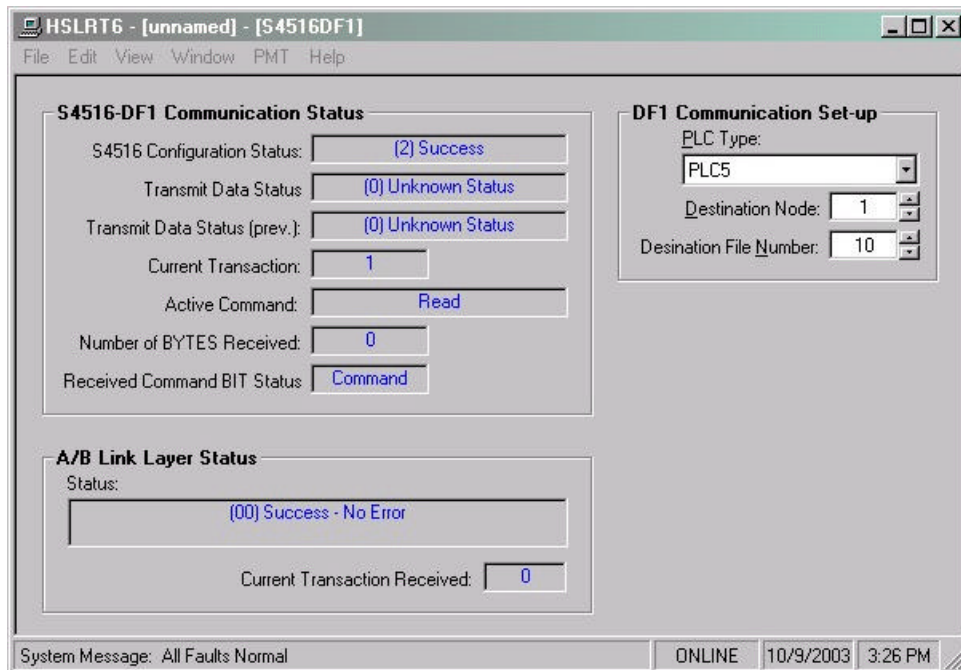 HSLRT6 - [unnamed] - [S4516DF1]
File Edit View Window PMT Help
S4516-DF1 Communication Status
S4516 Configuration Status: (2) Success
Transmit Data Status (0) Unknown Status
Transmit Data Status (prev.): (0) Unknown Status
Current Transaction: 1
Active Command: Read
Number of BYTES Received: 0
Received Command BIT Status Command
DF1 Communication Set-up
PLC Type:
PLC5
Destination Node: 1
Desination File Number: 10
A/B Link Layer Status
Status:
(00) Success - No Error
Current Transaction Received: 0
System Message: All Faults Normal ONLINE 10/9/2003 3:26 PM